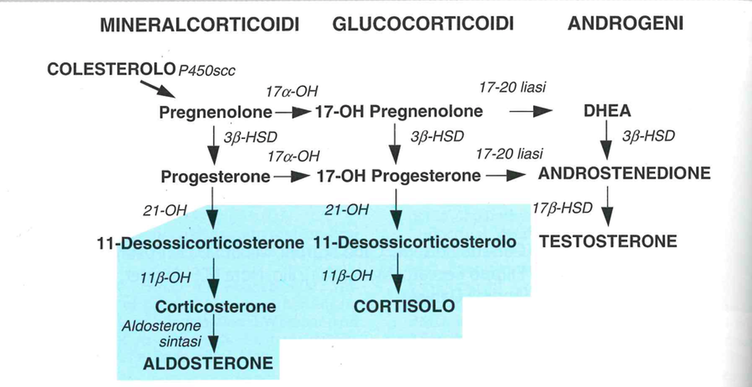 MINERALCORTICOIDI GLUCOCORTICOIDI ANDROGENI
COLESTEROLO P450scc
17α-OH 17-20 liasi
Pregnenolone 17-OH Pregnenolone DHEA
3β-HSD 3β-HSD 3β-HSD
17α-OH 17-20 liasi
Progesterone 17-OH Progesterone ANDROSTENEDIONE
21-OH 21-OH 17β-HSD
11-Desossicorticosterone 11-Desossicorticosterolo TESTOSTERONE
11β-OH 11β-OH
Corticosterone CORTISOLO
Aldosterone
sintasi
ALDOSTERONE